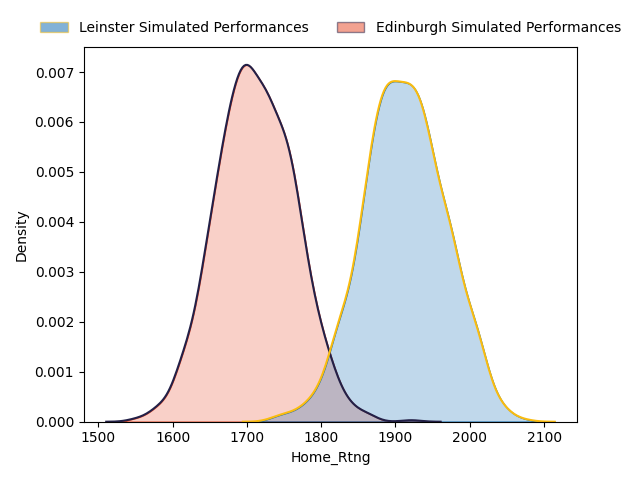 Leinster Simulated Performances Edinburgh Simulated Performances
0.007
0.006
0.005
0.004
0.003
0.002
0.001
0.000
Density
1500 1600 1700 1800 1900 2000 2100
Home_Rtng